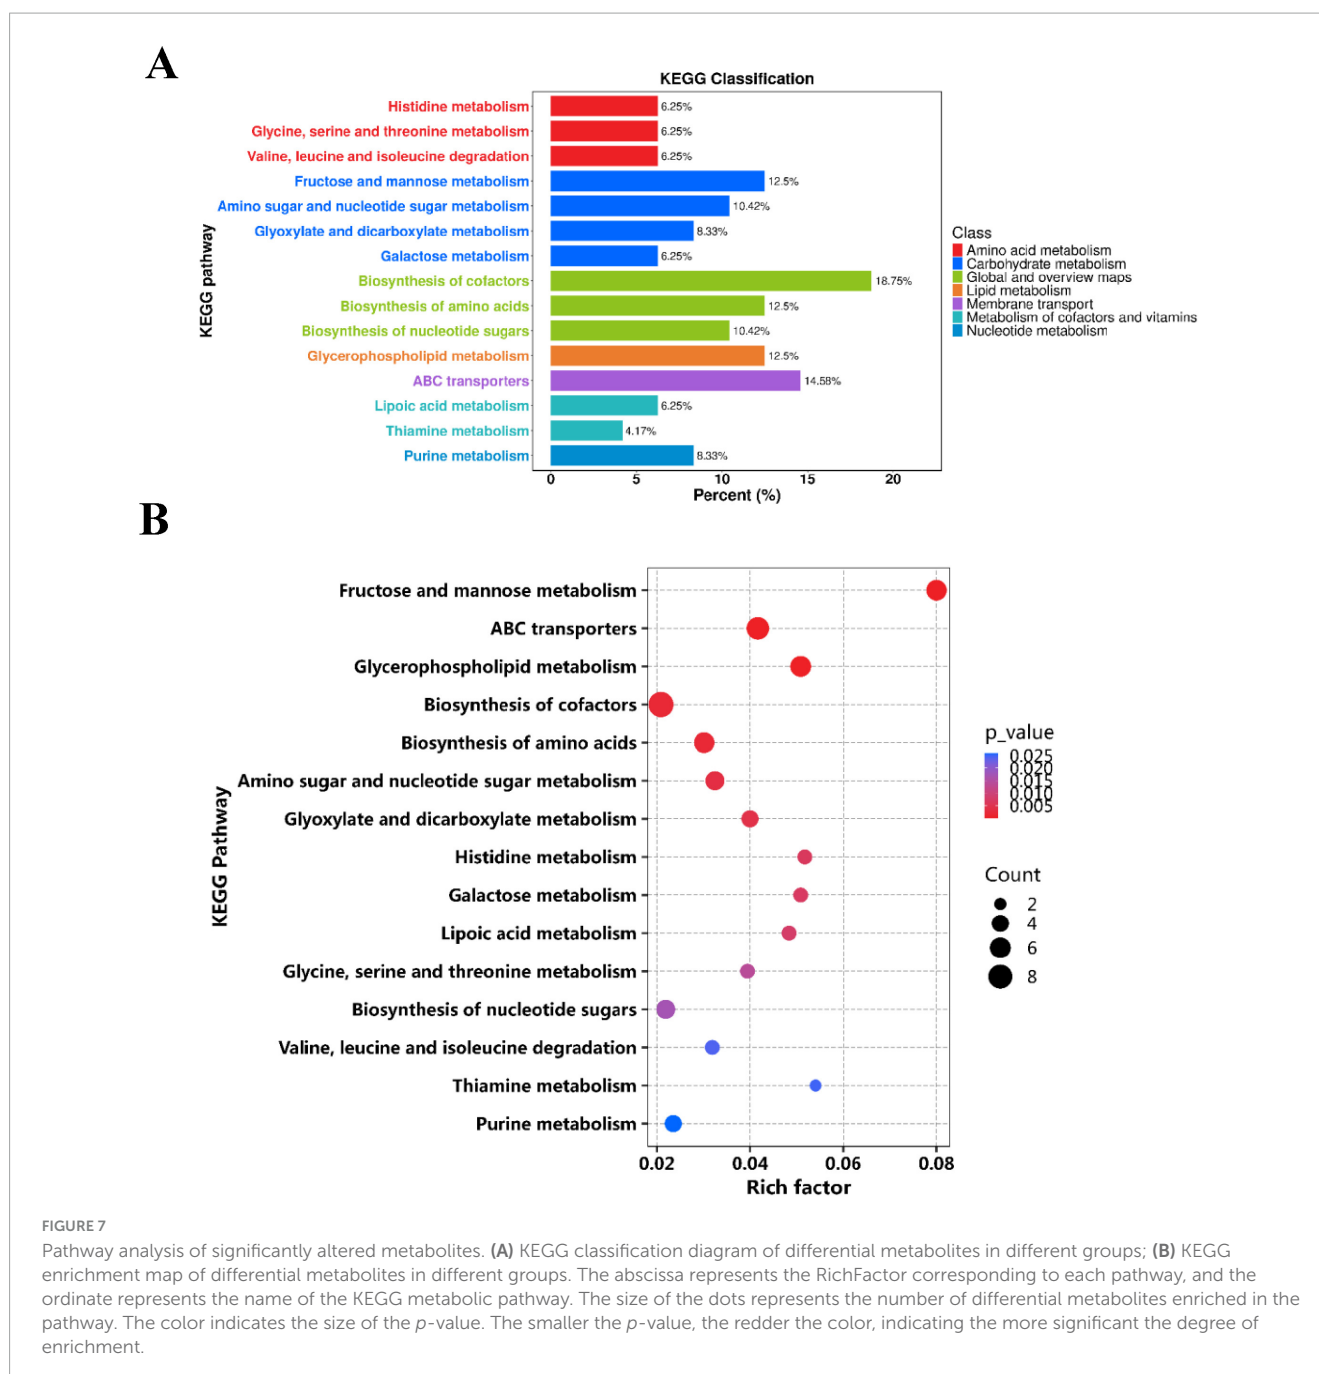 A
KEGG Classification
KEGG pathway
Histidine metabolism
6.25%
Glycine, serine and threonine metabolism
6.25%
Valine, leucine and isoleucine degradation
6.25%
Fructose and mannose metabolism
12.5%
Amino sugar and nucleotide sugar metabolism
10.42%
Glyoxylate and dicarboxylate metabolism
8.33%
Galactose metabolism
6.25%
Biosynthesis of cofactors
18.75%
Biosynthesis of amino acids
12.5%
Biosynthesis of nucleotide sugars
10.42%
Glycerophospholipid metabolism
12.5%
ABC transporters
14.58%
Lipoic acid metabolism
6.25%
Thiamine metabolism
4.17%
Purine metabolism
8.33%
0 5 10 15 20
Percent (%)
Class
Amino acid metabolism
Carbohydrate metabolism
Global and overview maps
Lipid metabolism
Membrane transport
Metabolism of cofactors and vitamins
Nucleotide metabolism
B
KEGG Pathway
Fructose and mannose metabolism
ABC transporters
Glycerophospholipid metabolism
Biosynthesis of cofactors
Biosynthesis of amino acids
Amino sugar and nucleotide sugar metabolism
Glyoxylate and dicarboxylate metabolism
Histidine metabolism
Galactose metabolism
Lipoic acid metabolism
Glycine, serine and threonine metabolism
Biosynthesis of nucleotide sugars
Valine, leucine and isoleucine degradation
Thiamine metabolism
Purine metabolism
0.02 0.04 0.06 0.08
Rich factor
p_value
0.025
0.020
0.015
0.010
0.005
Count
2
4
6
8
FIGURE 7
Pathway analysis of significantly altered metabolites. (A) KEGG classification diagram of differential metabolites in different groups; (B) KEGG
enrichment map of differential metabolites in different groups. The abscissa represents the RichFactor corresponding to each pathway, and the
ordinate represents the name of the KEGG metabolic pathway. The size of the dots represents the number of differential metabolites enriched in the
pathway. The color indicates the size of the p-value. The smaller the p-value, the redder the color, indicating the more significant the degree of
enrichment.